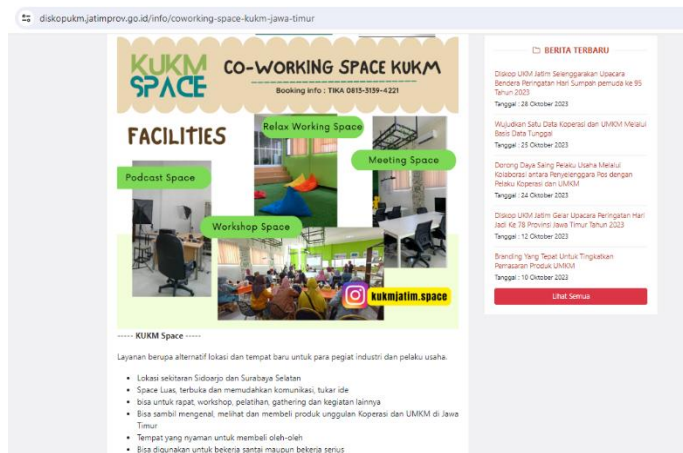 diskopukm.jatimprov.go.id/info/coworking-space-kukm-jawa-timur
KUKM
SPACE
CO-WORKING SPACE KUKM
Booking info : TIKA 0813-3139-4221
FACILITIES
Relax Working Space
Meeting Space
Podcast Space
Workshop Space
kukmjatim.space
----- KUKM Space -----
Layanan berupa alternatif lokasi dan tempat baru untuk para pegiat industri dan pelaku usaha.
Lokasi sekitaran Sidoarjo dan Surabaya Selatan
Space Luas, terbuka dan memudahkan komunikasi, tukar ide
bisa untuk rapat, workshop, pelatihan, gathering dan kegiatan lainnya
Bisa sambil mengenal, melihat dan membeli produk unggulan Koperasi dan UMKM di Jawa
Timur
Tempat yang nyaman untuk membeli oleh-oleh
Bisa digunakan untuk bekerja santai maupun bekerja serius
BERITA TERBARU
Diskop UKM Jatim Selenggarakan Upacara
Bendera Peringatan Hari Sumpah pemuda ke 95
Tahun 2023
Tanggal : 28 Oktober 2023
Wujudkan Satu Data Koperasi dan UMKM Melalui
Basis Data Tunggal
Tanggal : 25 Oktober 2023
Dorong Daya Saing Pelaku Usaha Melalui
Kolaborasi antara Penyelenggara Pos dengan
Pelaku Koperasi dan UMKM
Tanggal : 24 Oktober 2023
Diskop UKM Jatim Gelar Upacara Peringatan Hari
Jadi Ke 78 Provinsi Jawa Timur Tahun 2023
Tanggal : 12 Oktober 2023
Branding Yang Tepat Untuk Tingkatkan
Pemasaran Produk UMKM
Tanggal : 10 Oktober 2023
Lihat Semua